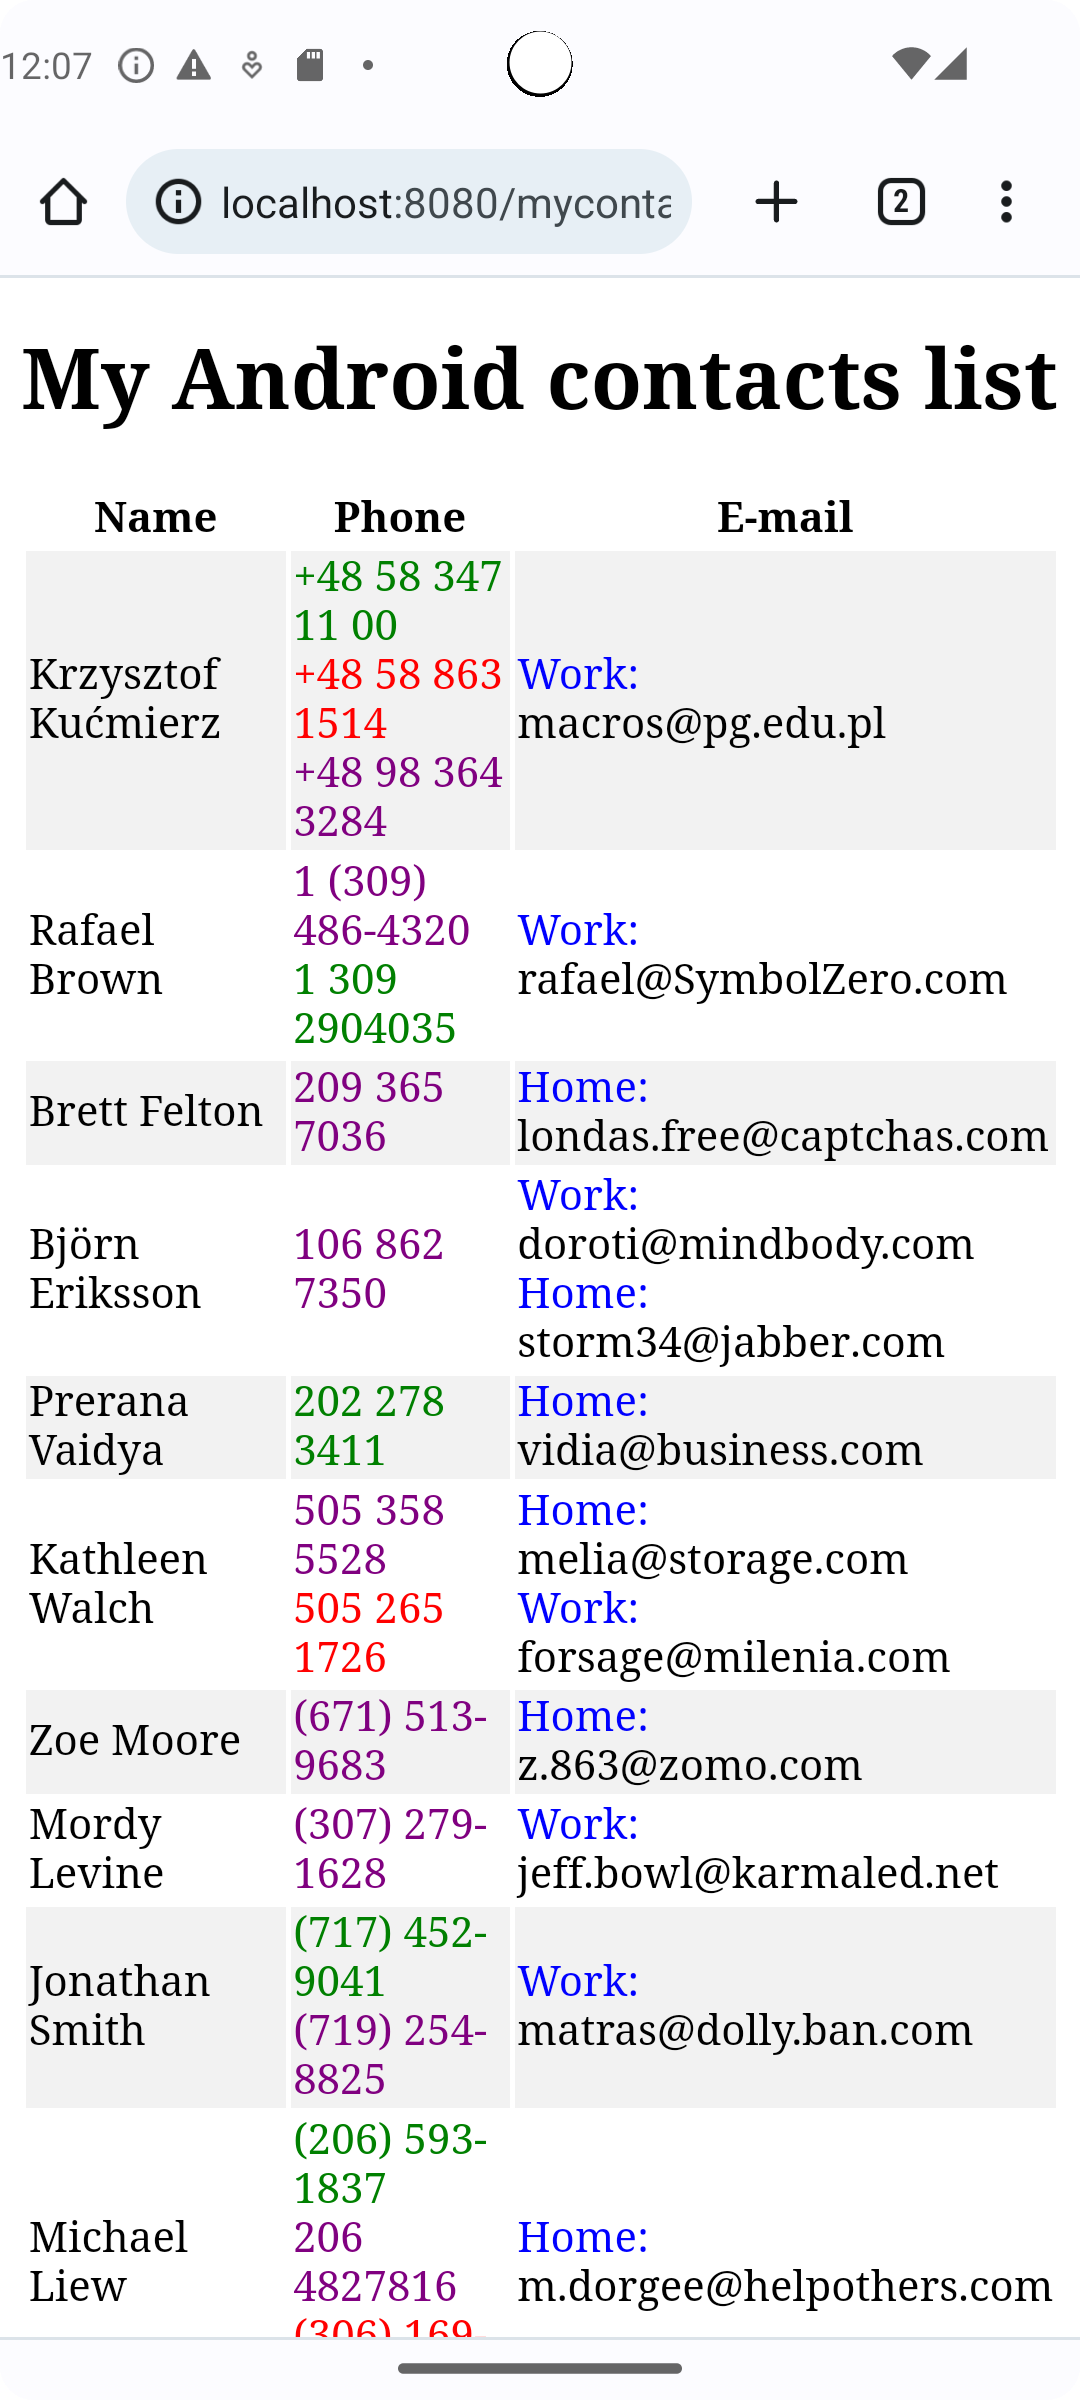 12:07
localhost:8080/myconta
2
My Android contacts list
Name Phone E-mail
Krzysztof Kućmierz
+48 58 347 11 00
+48 58 863 1514
+48 98 364 3284
Work:
macros@pg.edu.pl
Rafael Brown
1 (309) 486-4320
1 309 2904035
Work:
rafael@SymbolZero.com
Brett Felton
209 365 7036
Home:
londas.free@captchas.com
Björn Eriksson
106 862 7350
Work:
doroti@mindbody.com
Home:
storm34@jabber.com
Prerana Vaidya
202 278 3411
Home:
vidia@business.com
Kathleen Walch
505 358 5528
505 265 1726
Home:
melia@storage.com
Work:
forsage@milenia.com
Zoe Moore
(671) 513-9683
Home:
z.863@zomo.com
Mordy Levine
(307) 279-1628
Work:
jeff.bowl@karmaled.net
Jonathan Smith
(717) 452-9041
(719) 254-8825
Work:
matras@dolly.ban.com
Michael Liew
(206) 593-1837
206 4827816
(306) 169-
Home:
m.dorgee@helpothers.com